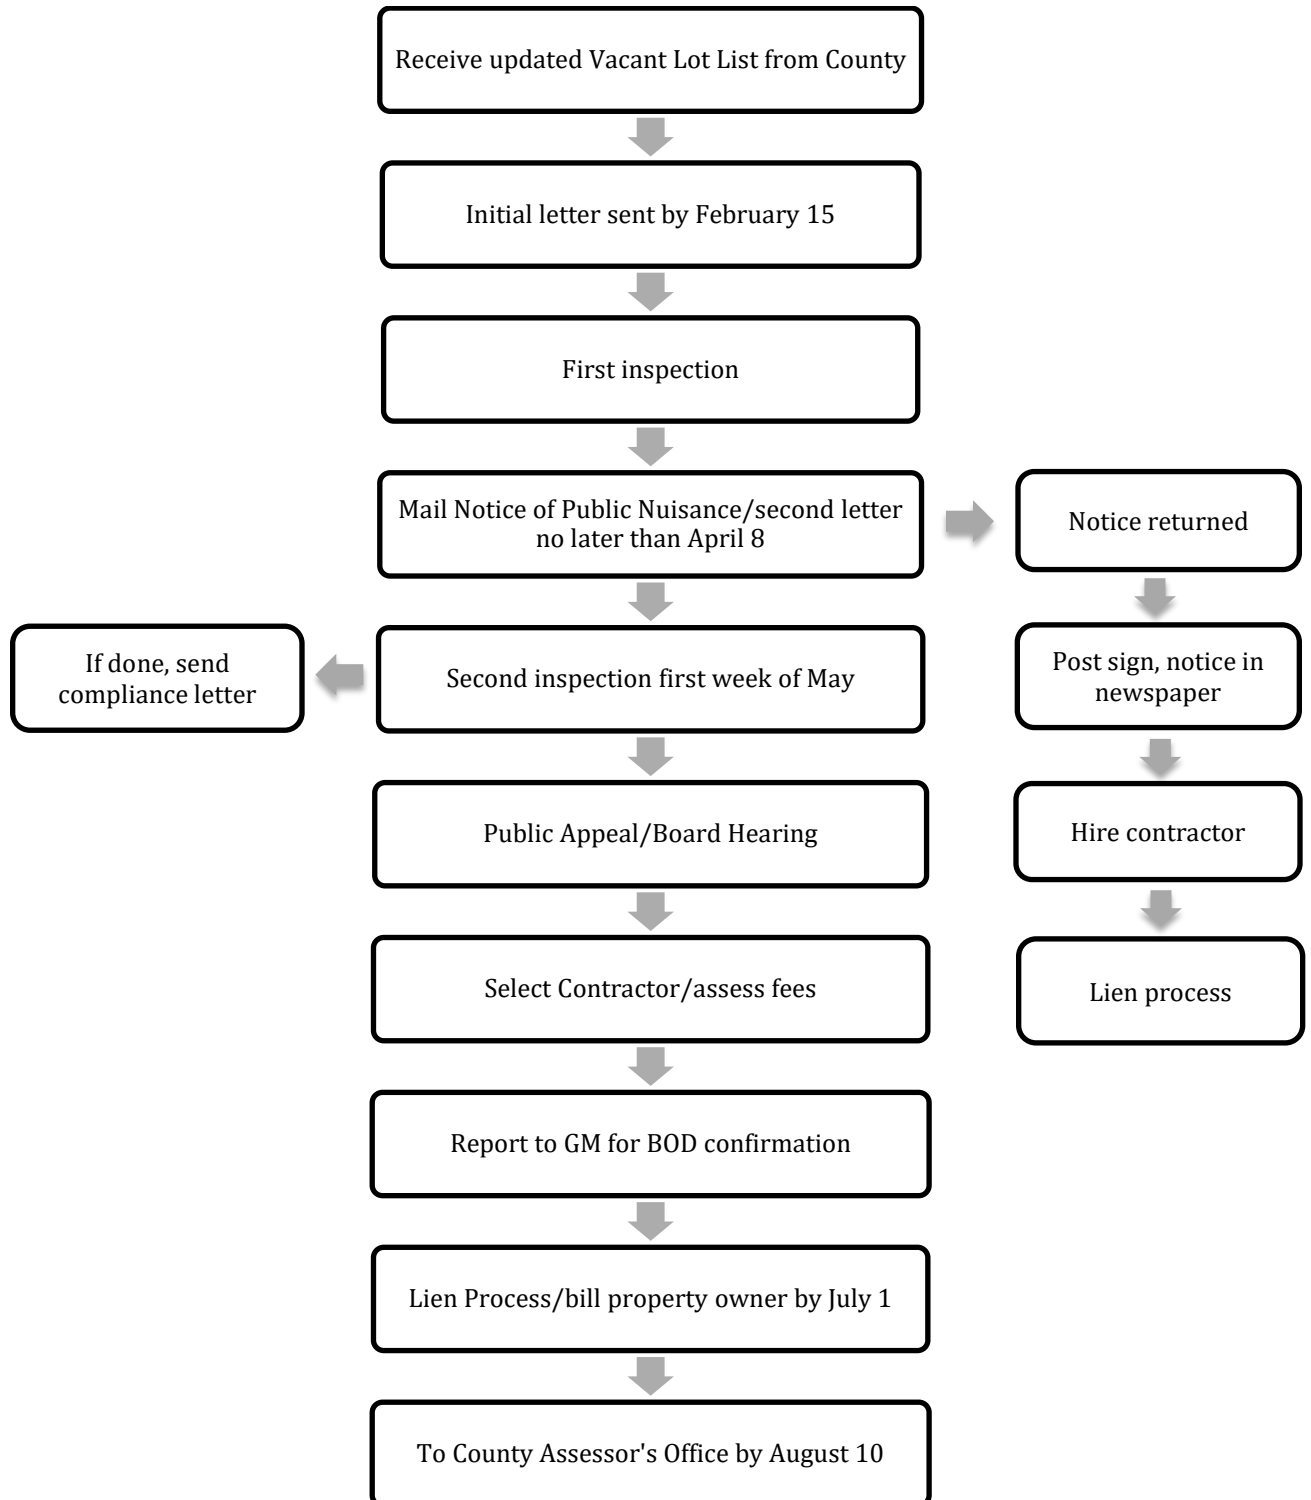 Receive updated Vacant Lot List from County
Initial letter sent by February 15
First inspection
Mail Notice of Public Nuisance/second letter
no later than April 8
Notice returned
If done, send
compliance letter
Second inspection first week of May
Post sign, notice in
newspaper
Public Appeal/Board Hearing
Hire contractor
Select Contractor/assess fees
Lien process
Report to GM for BOD confirmation
Lien Process/bill property owner by July 1
To County Assessor's Office by August 10